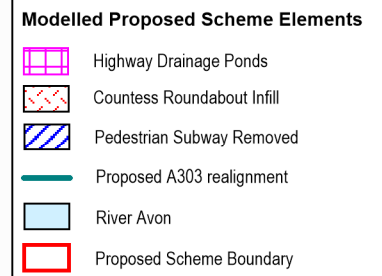 Modelled Proposed Scheme Elements
Highway Drainage Ponds
Countess Roundabout Infill
Pedestrian Subway Removed
Proposed A303 realignment
River Avon
Proposed Scheme Boundary